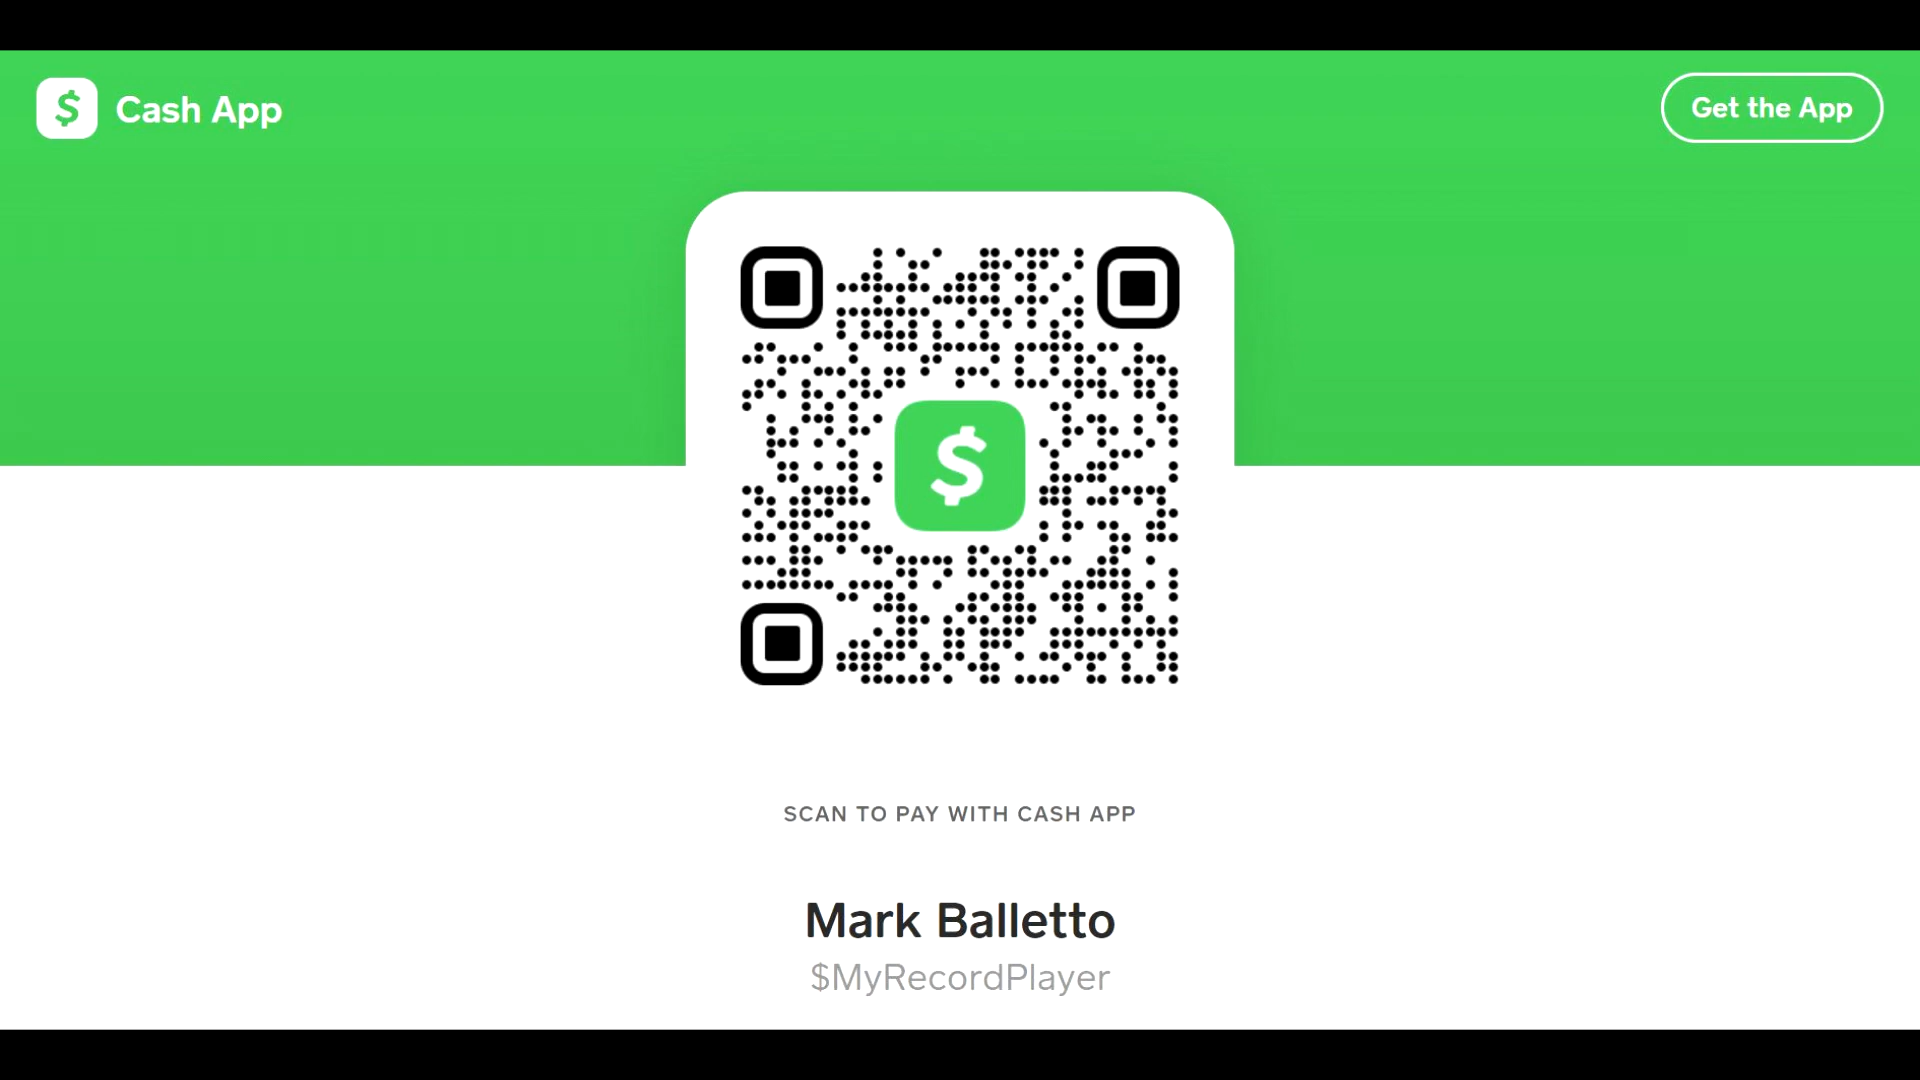 $ Cash App
Get the App
$
SCAN TO PAY WITH CASH APP
Mark Balletto
$MyRecordPlayer